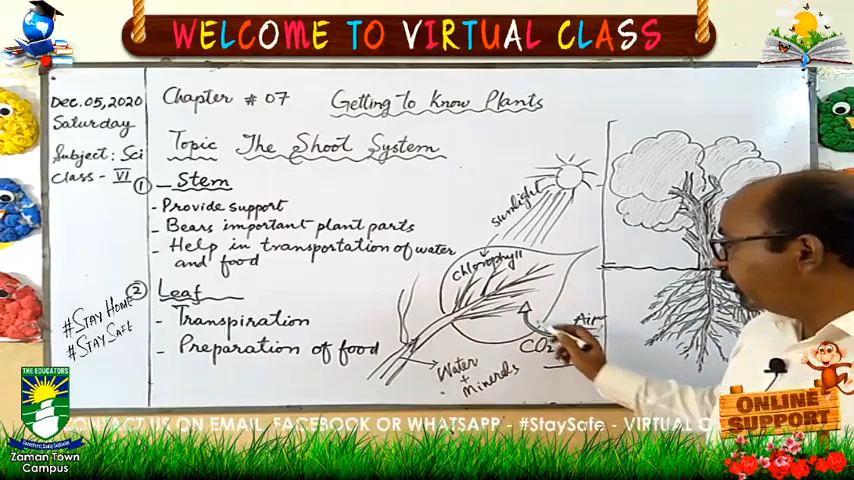 WELCOME TO VIRTUAL CLASS
Dec. 05, 2020
Saturday
Subject: Sci
Class - VI
Chapter # 07 Getting To Know Plants
Topic The Shoot System
1 - Stem
- Provide support
- Bears important plant parts
- Help in transportation of water
and food
2 Leaf
- Transpiration
- Preparation of food
#STAY HOME
#STAY SAFE
sunlight
chlorophyll
Air
CO2
Water
+
Minerals
THE EDUCATORS
Zaman Town
Campus
CONTACT US ON EMAIL, FACEBOOK OR WHATSAPP - #StaySafe - VIRTUAL
ONLINE
SUPPORT